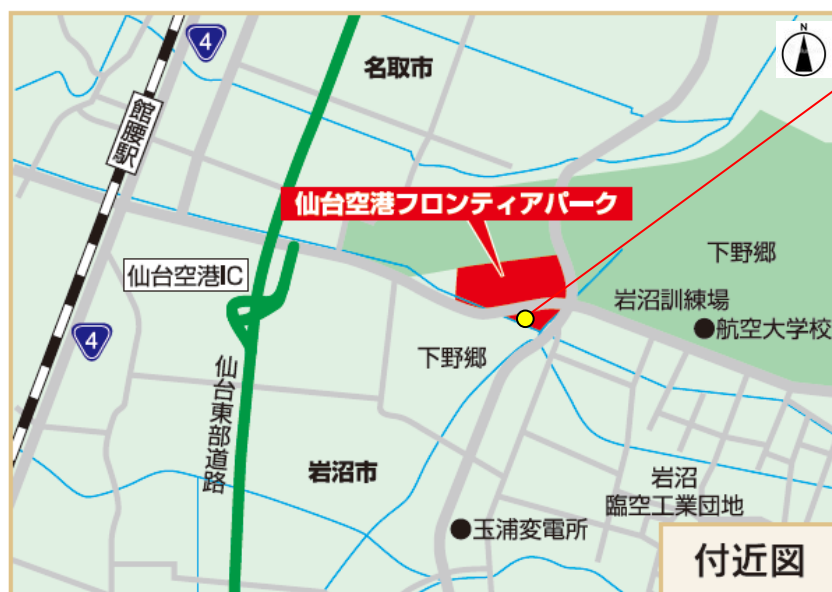 4
N
名取市
館腰駅
仙台空港フロンティアパーク
下野郷
仙台空港IC
岩沼訓練場
航空大学校
4
下野郷
仙台東部道路
岩沼市
岩沼
臨空工業団地
玉浦変電所
付近図